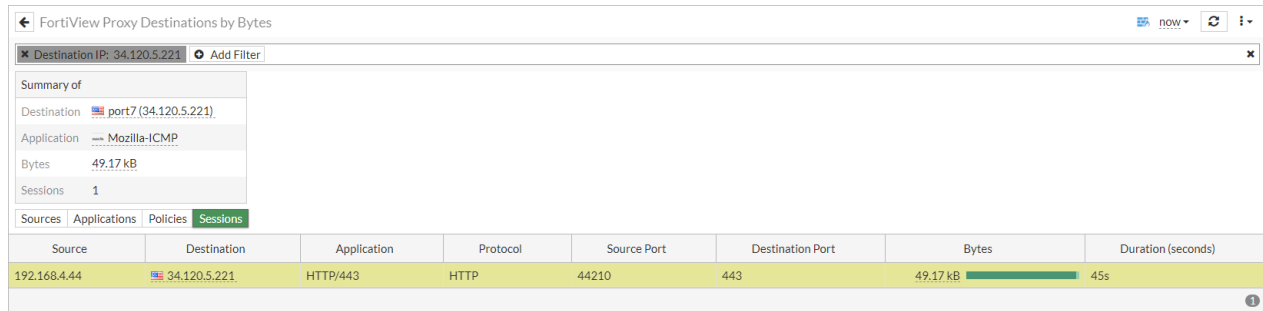 FortiView Proxy Destinations by Bytes now
Destination IP: 34.120.5.221 Add Filter
Summary of
Destination port7 (34.120.5.221)
Application Mozilla-ICMP
Bytes 49.17 kB
Sessions 1
Sources Applications Policies Sessions
Source Destination Application Protocol Source Port Destination Port Bytes Duration (seconds)
192.168.4.44 34.120.5.221 HTTP/443 HTTP 44210 443 49.17 kB 45s
1